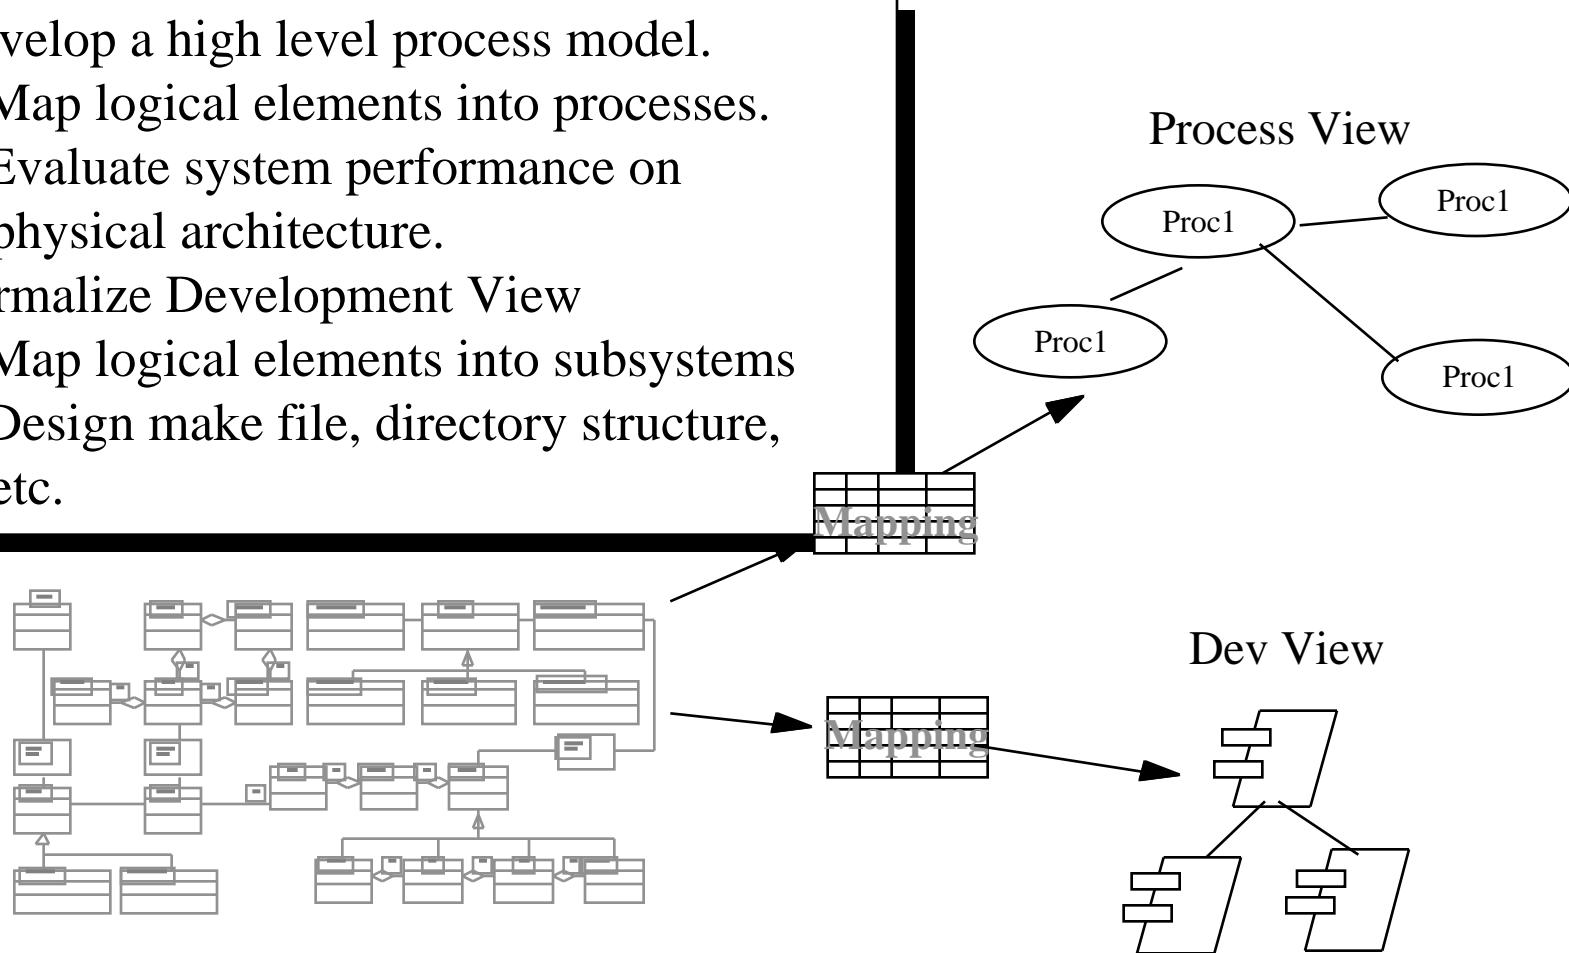 velop a high level process model.
Map logical elements into processes.
Evaluate system performance on
physical architecture.
rmalize Development View
Map logical elements into subsystems
Design make file, directory structure,
etc.
Process View
Proc1
Proc1
Proc1
Proc1
Mapping
Dev View
Mapping